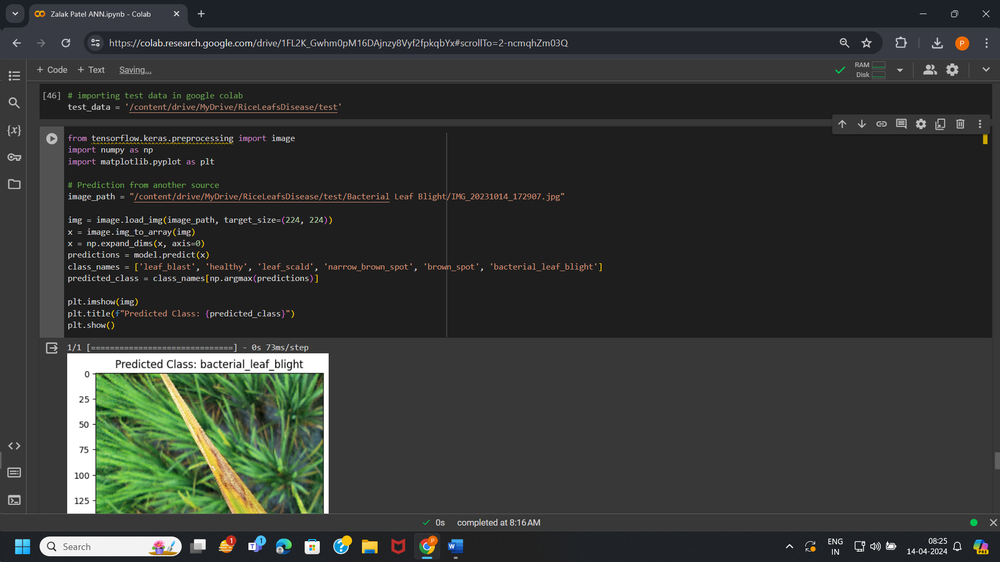 Zalak Patel ANN.ipynb - Colab
https://colab.research.google.com/drive/1FL2K_Gwhm0pM16DAjnzy8Vyf2fpkqbYx#scrollTo=2-ncmqhZm03Q
P
+ Code + Text Saving...
RAM
Disk
[46] # importing test data in google colab
test_data = '/content/drive/MyDrive/RiceLeafsDisease/test'
{x}
from tensorflow.keras.preprocessing import image
import numpy as np
import matplotlib.pyplot as plt
# Prediction from another source
image_path = "/content/drive/MyDrive/RiceLeafsDisease/test/Bacterial Leaf Blight/IMG_20231014_172907.jpg"
img = image.load_img(image_path, target_size=(224, 224))
x = image.img_to_array(img)
x = np.expand_dims(x, axis=0)
predictions = model.predict(x)
class_names = ['leaf_blast', 'healthy', 'leaf_scald', 'narrow_brown_spot', 'brown_spot', 'bacterial_leaf_blight']
predicted_class = class_names[np.argmax(predictions)]
plt.imshow(img)
plt.title(f"Predicted Class: {predicted_class}")
plt.show()
1/1 [==============================] - 0s 73ms/step
Predicted Class: bacterial_leaf_blight
0
25
50
75
100
125
0s completed at 8:16 AM
Search
1
1
P
W
ENG
IN
08:25
14-04-2024
PRE